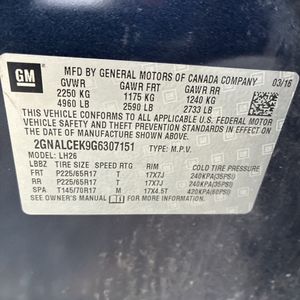 GM
MFD BY GENERAL MOTORS OF CANADA COMPANY
03/16
GVWR GAWR FRT GAWR RR
2250 KG 1175 KG 1240 KG
4960 LB 2590 LB 2733 LB
THIS VEHICLE CONFORMS TO ALL APPLICABLE U.S. FEDERAL
MOTOR VEHICLE SAFETY, BUMPER, AND THEFT PREVENTION
STANDARDS IN EFFECT ON THE DATE OF MANUFACTURE
SHOWN ABOVE.
2GNALCEK9G6307151 TYPE: M.P.V.
MODEL: LH26
LBBZ TIRE SIZE SPEED RTG RIM COLD TIRE PRESSURE
FRT P225/65R17 T 17X7J 240KPA(35PSI)
RR P225/65R17 T 17X7J 240KPA(35PSI)
SPA T145/70R17 M 17X4.5T 420KPA(60PSI)
SEE OWNER'S MANUAL FOR ADDITIONAL INFORMATION.